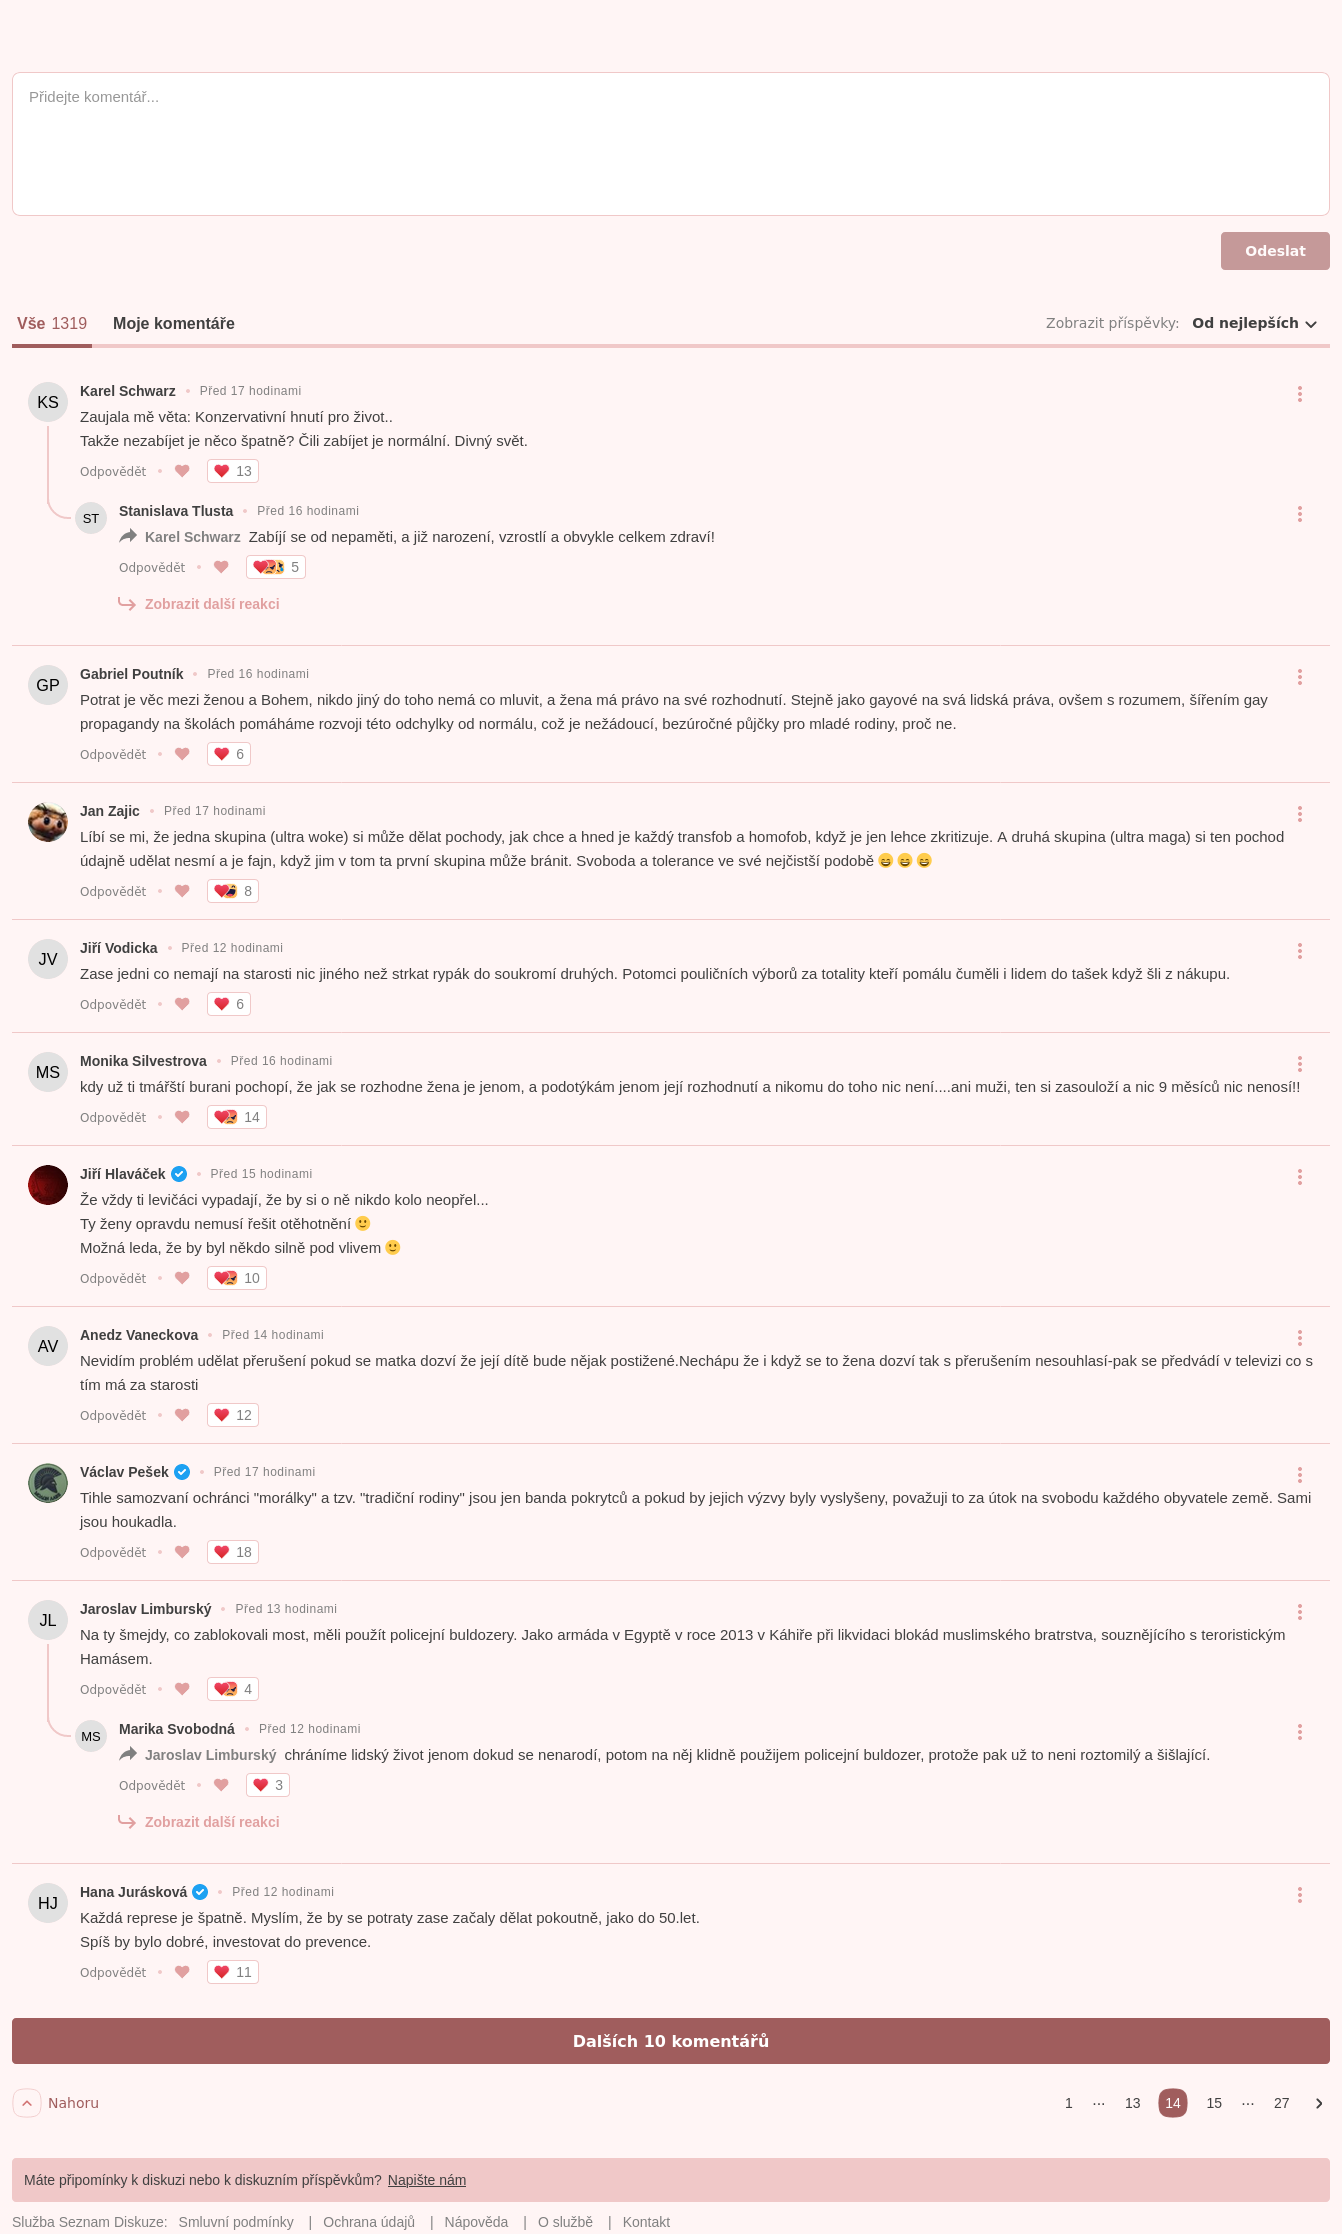 Přidejte komentář...
Odeslat
Vše 1319 Moje komentáře Zobrazit příspěvky: Od nejlepších
KS Karel Schwarz • Před 17 hodinami
Zaujala mě věta: Konzervativní hnutí pro život..
Takže nezabíjet je něco špatně? Čili zabíjet je normální. Divný svět.
Odpovědět • 13
ST Stanislava Tlusta • Před 16 hodinami
Karel Schwarz Zabíjí se od nepaměti, a již narození, vzrostlí a obvykle celkem zdraví!
Odpovědět • 5
Zobrazit další reakci
GP Gabriel Poutník • Před 16 hodinami
Potrat je věc mezi ženou a Bohem, nikdo jiný do toho nemá co mluvit, a žena má právo na své rozhodnutí. Stejně jako gayové na svá lidská práva, ovšem s rozumem, šířením gay
propagandy na školách pomáháme rozvoji této odchylky od normálu, což je nežádoucí, bezúročné půjčky pro mladé rodiny, proč ne.
Odpovědět • 6
Jan Zajic • Před 17 hodinami
Líbí se mi, že jedna skupina (ultra woke) si může dělat pochody, jak chce a hned je každý transfob a homofob, když je jen lehce zkritizuje. A druhá skupina (ultra maga) si ten pochod
údajně udělat nesmí a je fajn, když jim v tom ta první skupina může bránit. Svoboda a tolerance ve své nejčistší podobě 😄 😄 😄
Odpovědět • 8
JV Jiří Vodicka • Před 12 hodinami
Zase jedni co nemají na starosti nic jiného než strkat rypák do soukromí druhých. Potomci pouličních výborů za totality kteří pomálu čuměli i lidem do tašek když šli z nákupu.
Odpovědět • 6
MS Monika Silvestrova • Před 16 hodinami
kdy už ti tmářští burani pochopí, že jak se rozhodne žena je jenom, a podotýkám jenom její rozhodnutí a nikomu do toho nic není....ani muži, ten si zasouloží a nic 9 měsíců nic nenosí!!
Odpovědět • 14
Jiří Hlaváček • Před 15 hodinami
Že vždy ti levičáci vypadají, že by si o ně nikdo kolo neopřel...
Ty ženy opravdu nemusí řešit otěhotnění 🙂
Možná leda, že by byl někdo silně pod vlivem 🙂
Odpovědět • 10
AV Anedz Vaneckova • Před 14 hodinami
Nevidím problém udělat přerušení pokud se matka dozví že její dítě bude nějak postižené.Nechápu že i když se to žena dozví tak s přerušením nesouhlasí-pak se předvádí v televizi co s
tím má za starosti
Odpovědět • 12
Václav Pešek • Před 17 hodinami
Tihle samozvaní ochránci "morálky" a tzv. "tradiční rodiny" jsou jen banda pokrytců a pokud by jejich výzvy byly vyslyšeny, považuji to za útok na svobodu každého obyvatele země. Sami
jsou houkadla.
Odpovědět • 18
JL Jaroslav Limburský • Před 13 hodinami
Na ty šmejdy, co zablokovali most, měli použít policejní buldozery. Jako armáda v Egyptě v roce 2013 v Káhiře při likvidaci blokád muslimského bratrstva, souznějícího s teroristickým
Hamásem.
Odpovědět • 4
MS Marika Svobodná • Před 12 hodinami
Jaroslav Limburský chráníme lidský život jenom dokud se nenarodí, potom na něj klidně použijem policejní buldozer, protože pak už to neni roztomilý a šišlající.
Odpovědět • 3
Zobrazit další reakci
HJ Hana Jurásková • Před 12 hodinami
Každá represe je špatně. Myslím, že by se potraty zase začaly dělat pokoutně, jako do 50.let.
Spíš by bylo dobré, investovat do prevence.
Odpovědět • 11
Dalších 10 komentářů
Nahoru 1 ... 13 14 15 ... 27
Máte připomínky k diskuzi nebo k diskuzním příspěvkům? Napište nám
Služba Seznam Diskuze: Smluvní podmínky | Ochrana údajů | Nápověda | O službě | Kontakt